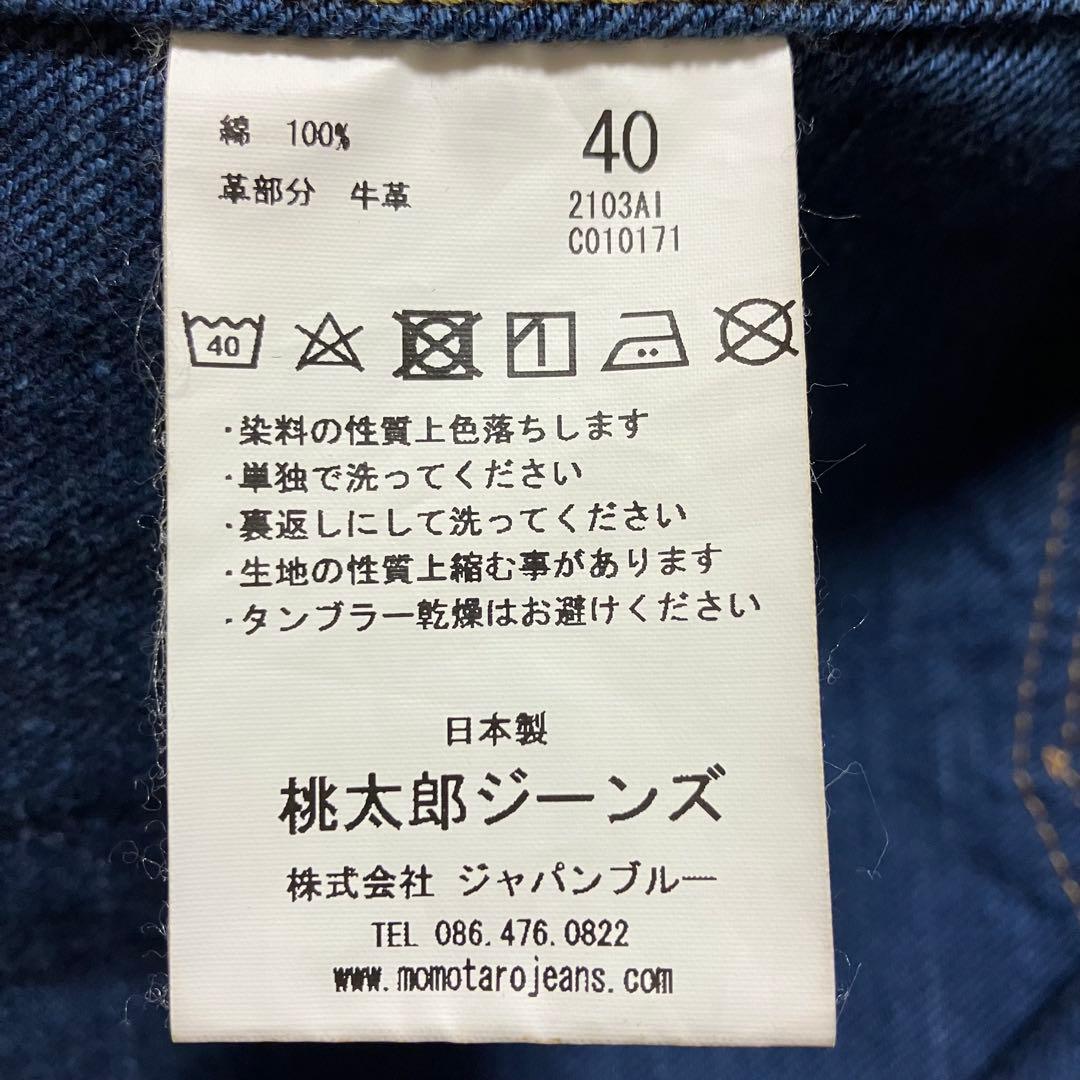 綿 100%
革部分 牛革
40
2103AI
C010171
40
・染料の性質上色落ちします
・単独で洗ってください
・裏返しにして洗ってください
・生地の性質上縮む事があります
・タンブラー乾燥はお避けください
日本製
桃太郎ジーンズ
株式会社 ジャパンブルー
TEL 086.476.0822
www.momotarojeans.com